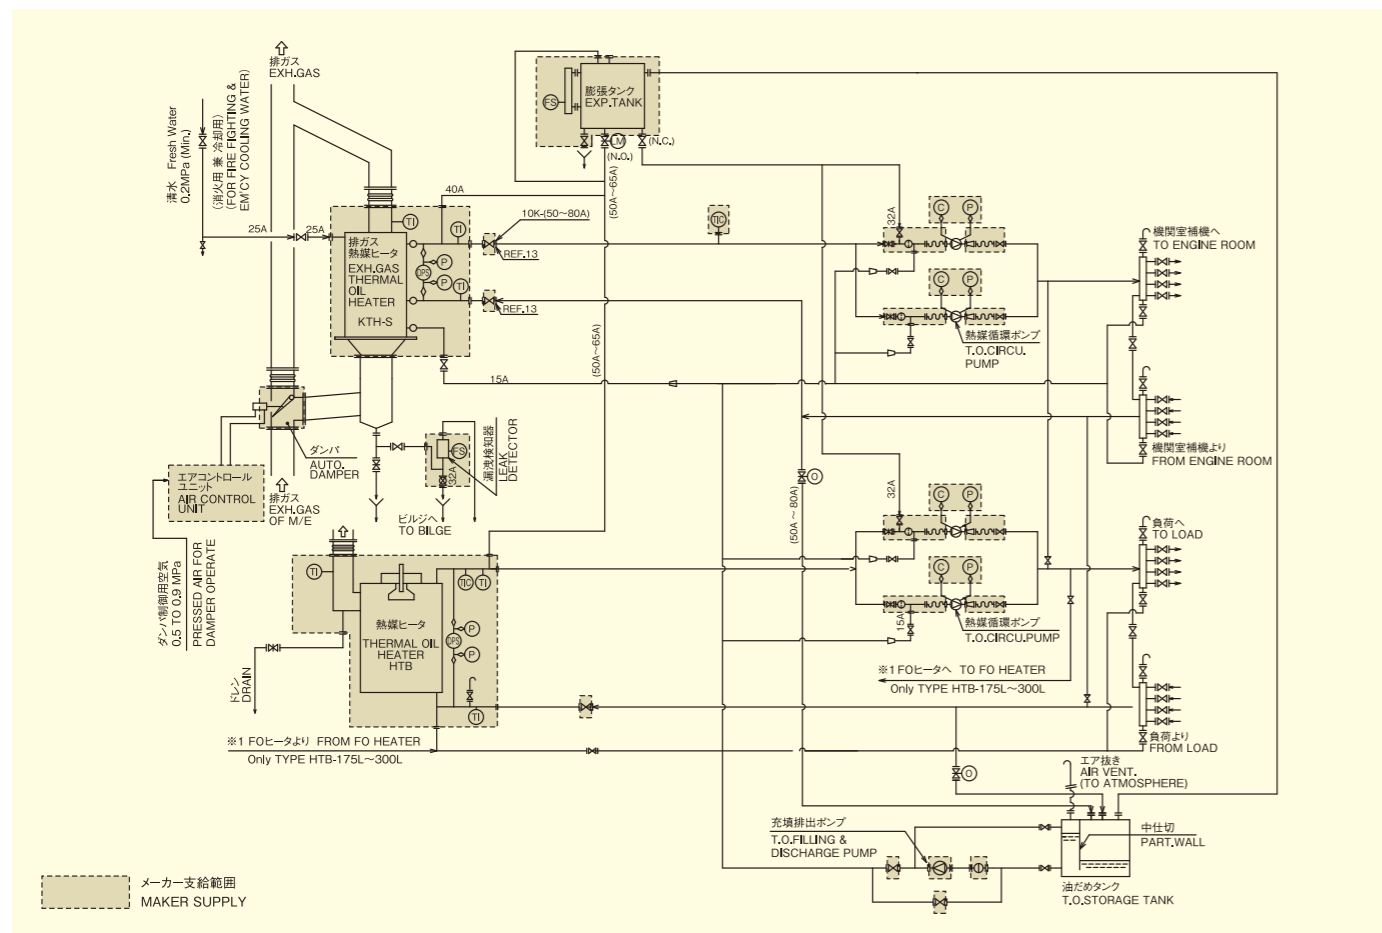 排ガス
EXH.GAS
清水 Fresh Water
0.2MPa (Min.)
(消火用 兼 冷却用)
(FOR FIRE FIGHTING &
EM'CY COOLING WATER)
25A
25A
TI
排ガス
熱媒ヒータ
EXH.GAS
THERMAL
OIL
HEATER
KTH-S
TI
P
DPS
P
TI
40A
10K-(50～80A)
REF.13
REF.13
15A
膨張タンク
EXP.TANK
FS
LM
(N.O.)
(N.C.)
(50A～65A)
(50A～65A)
TIC
32A
C
P
C
P
熱媒循環ポンプ
T.O.CIRCU.
PUMP
機関室補機へ
TO ENGINE ROOM
機関室補機より
FROM ENGINE ROOM
ダンパ
AUTO.
DAMPER
エアコントロール
ユニット
AIR CONTROL
UNIT
排ガス
EXH.GAS
OF M/E
ダンパ制御用空気
0.5 TO 0.9 MPa
PRESSED AIR FOR
DAMPER OPERATE
FS
32A
漏洩検知器
LEAK
DETECTOR
ビルジへ
TO BILGE
TI
熱媒ヒータ
THERMAL OIL
HEATER
HTB
TIC
TI
P
DPS
P
TI
ドレン
DRAIN
※1 FOヒータより FROM FO HEATER
Only TYPE HTB-175L～300L
O
(50A ～ 80A)
32A
C
P
C
P
15A
熱媒循環ポンプ
T.O.CIRCU.PUMP
※1 FOヒータへ TO FO HEATER
Only TYPE HTB-175L～300L
負荷へ
TO LOAD
負荷より
FROM LOAD
O
エア抜き
AIR VENT.
(TO ATMOSPHERE)
充填排出ポンプ
T.O.FILLING &
DISCHARGE PUMP
中仕切
PART.WALL
油だめタンク
T.O.STORAGE TANK
メーカー支給範囲
MAKER SUPPLY